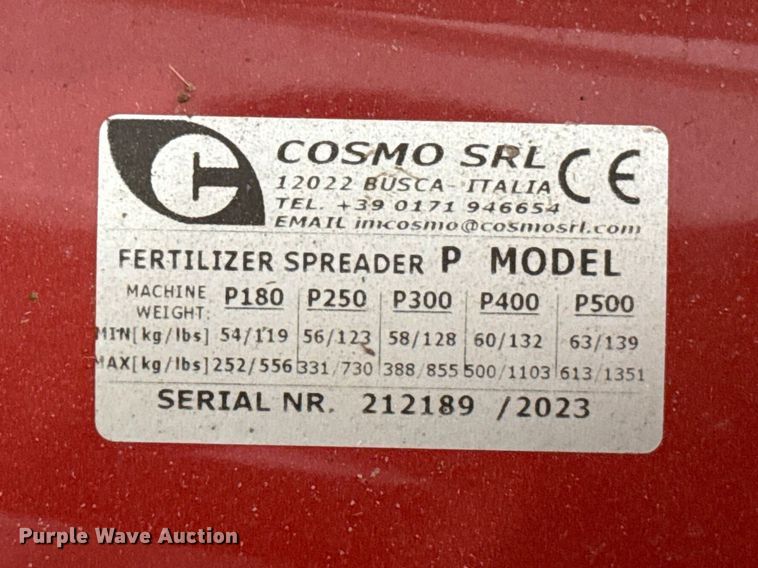 COSMO SRL CE
12022 BUSCA- ITALIA
TEL. +39 0171 946654
EMAIL imcosmo@cosmosrl.com
FERTILIZER SPREADER P MODEL
MACHINE WEIGHT: P180 P250 P300 P400 P500
MIN[kg/lbs] 54/119 56/123 58/128 60/132 63/139
MAX[kg/lbs] 252/556 331/730 388/855 500/1103 613/1351
SERIAL NR. 212189 /2023
Purple Wave Auction